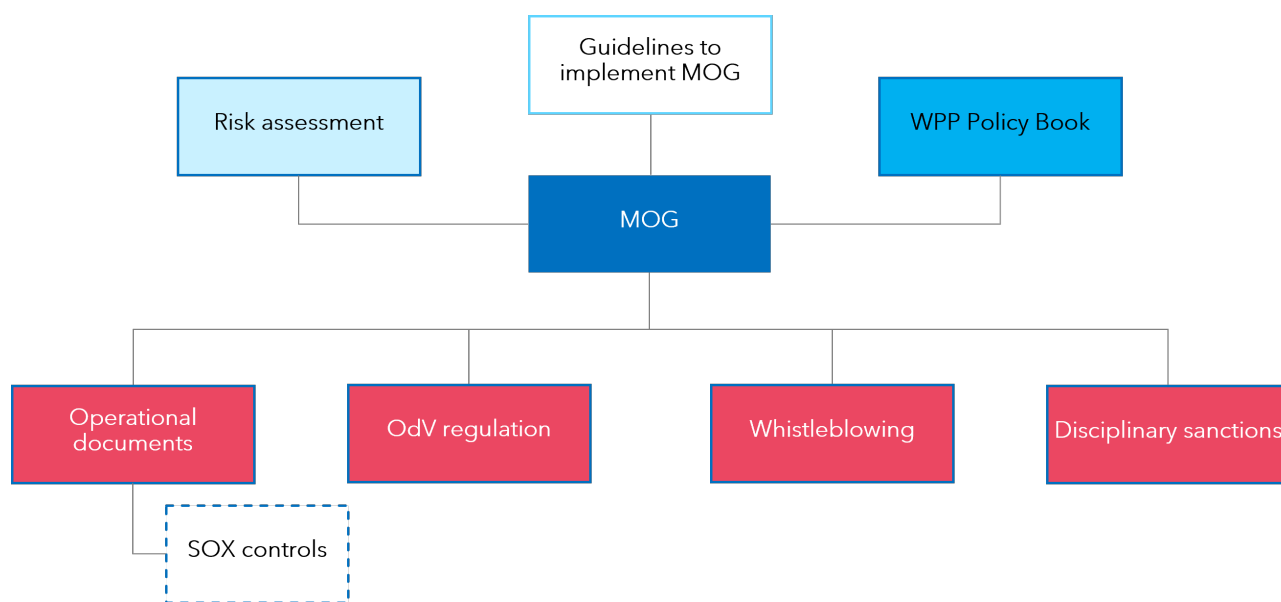 Guidelines to
implement MOG
Risk assessment
WPP Policy Book
MOG
Operational
documents
OdV regulation
Whistleblowing
Disciplinary sanctions
SOX controls